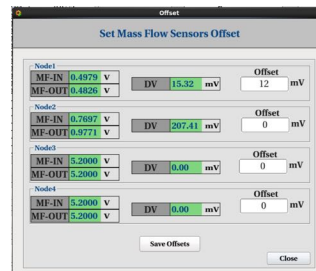 Offset
Set Mass Flow Sensors Offset
Node1
MF-IN 0.4979 V
MF-OUT 0.4826 V
DV 15.32 mV
Offset
12 mV
Node2
MF-IN 0.7697 V
MF-OUT 0.9771 V
DV 207.41 mV
Offset
0 mV
Node3
MF-IN 5.2000 V
MF-OUT 5.2000 V
DV 0.00 mV
Offset
0 mV
Node4
MF-IN 5.2000 V
MF-OUT 5.2000 V
DV 0.00 mV
Offset
0 mV
Save Offsets
Close